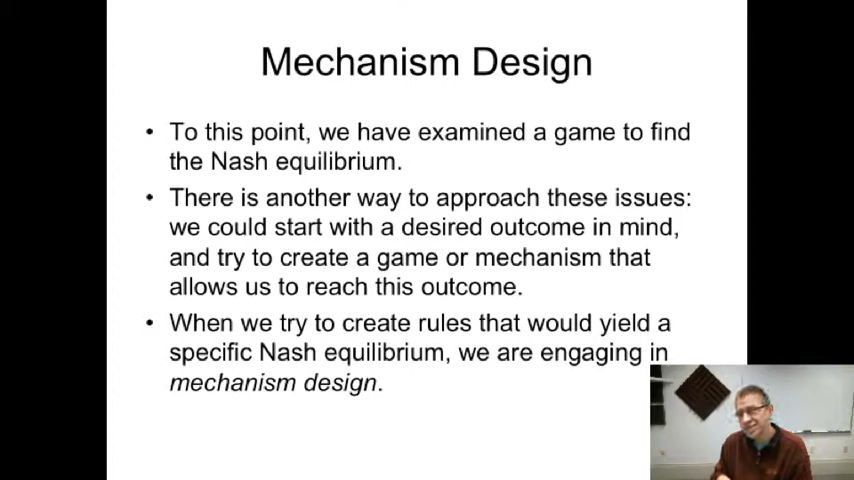 Mechanism Design
• To this point, we have examined a game to find
the Nash equilibrium.
• There is another way to approach these issues:
we could start with a desired outcome in mind,
and try to create a game or mechanism that
allows us to reach this outcome.
• When we try to create rules that would yield a
specific Nash equilibrium, we are engaging in
mechanism design.